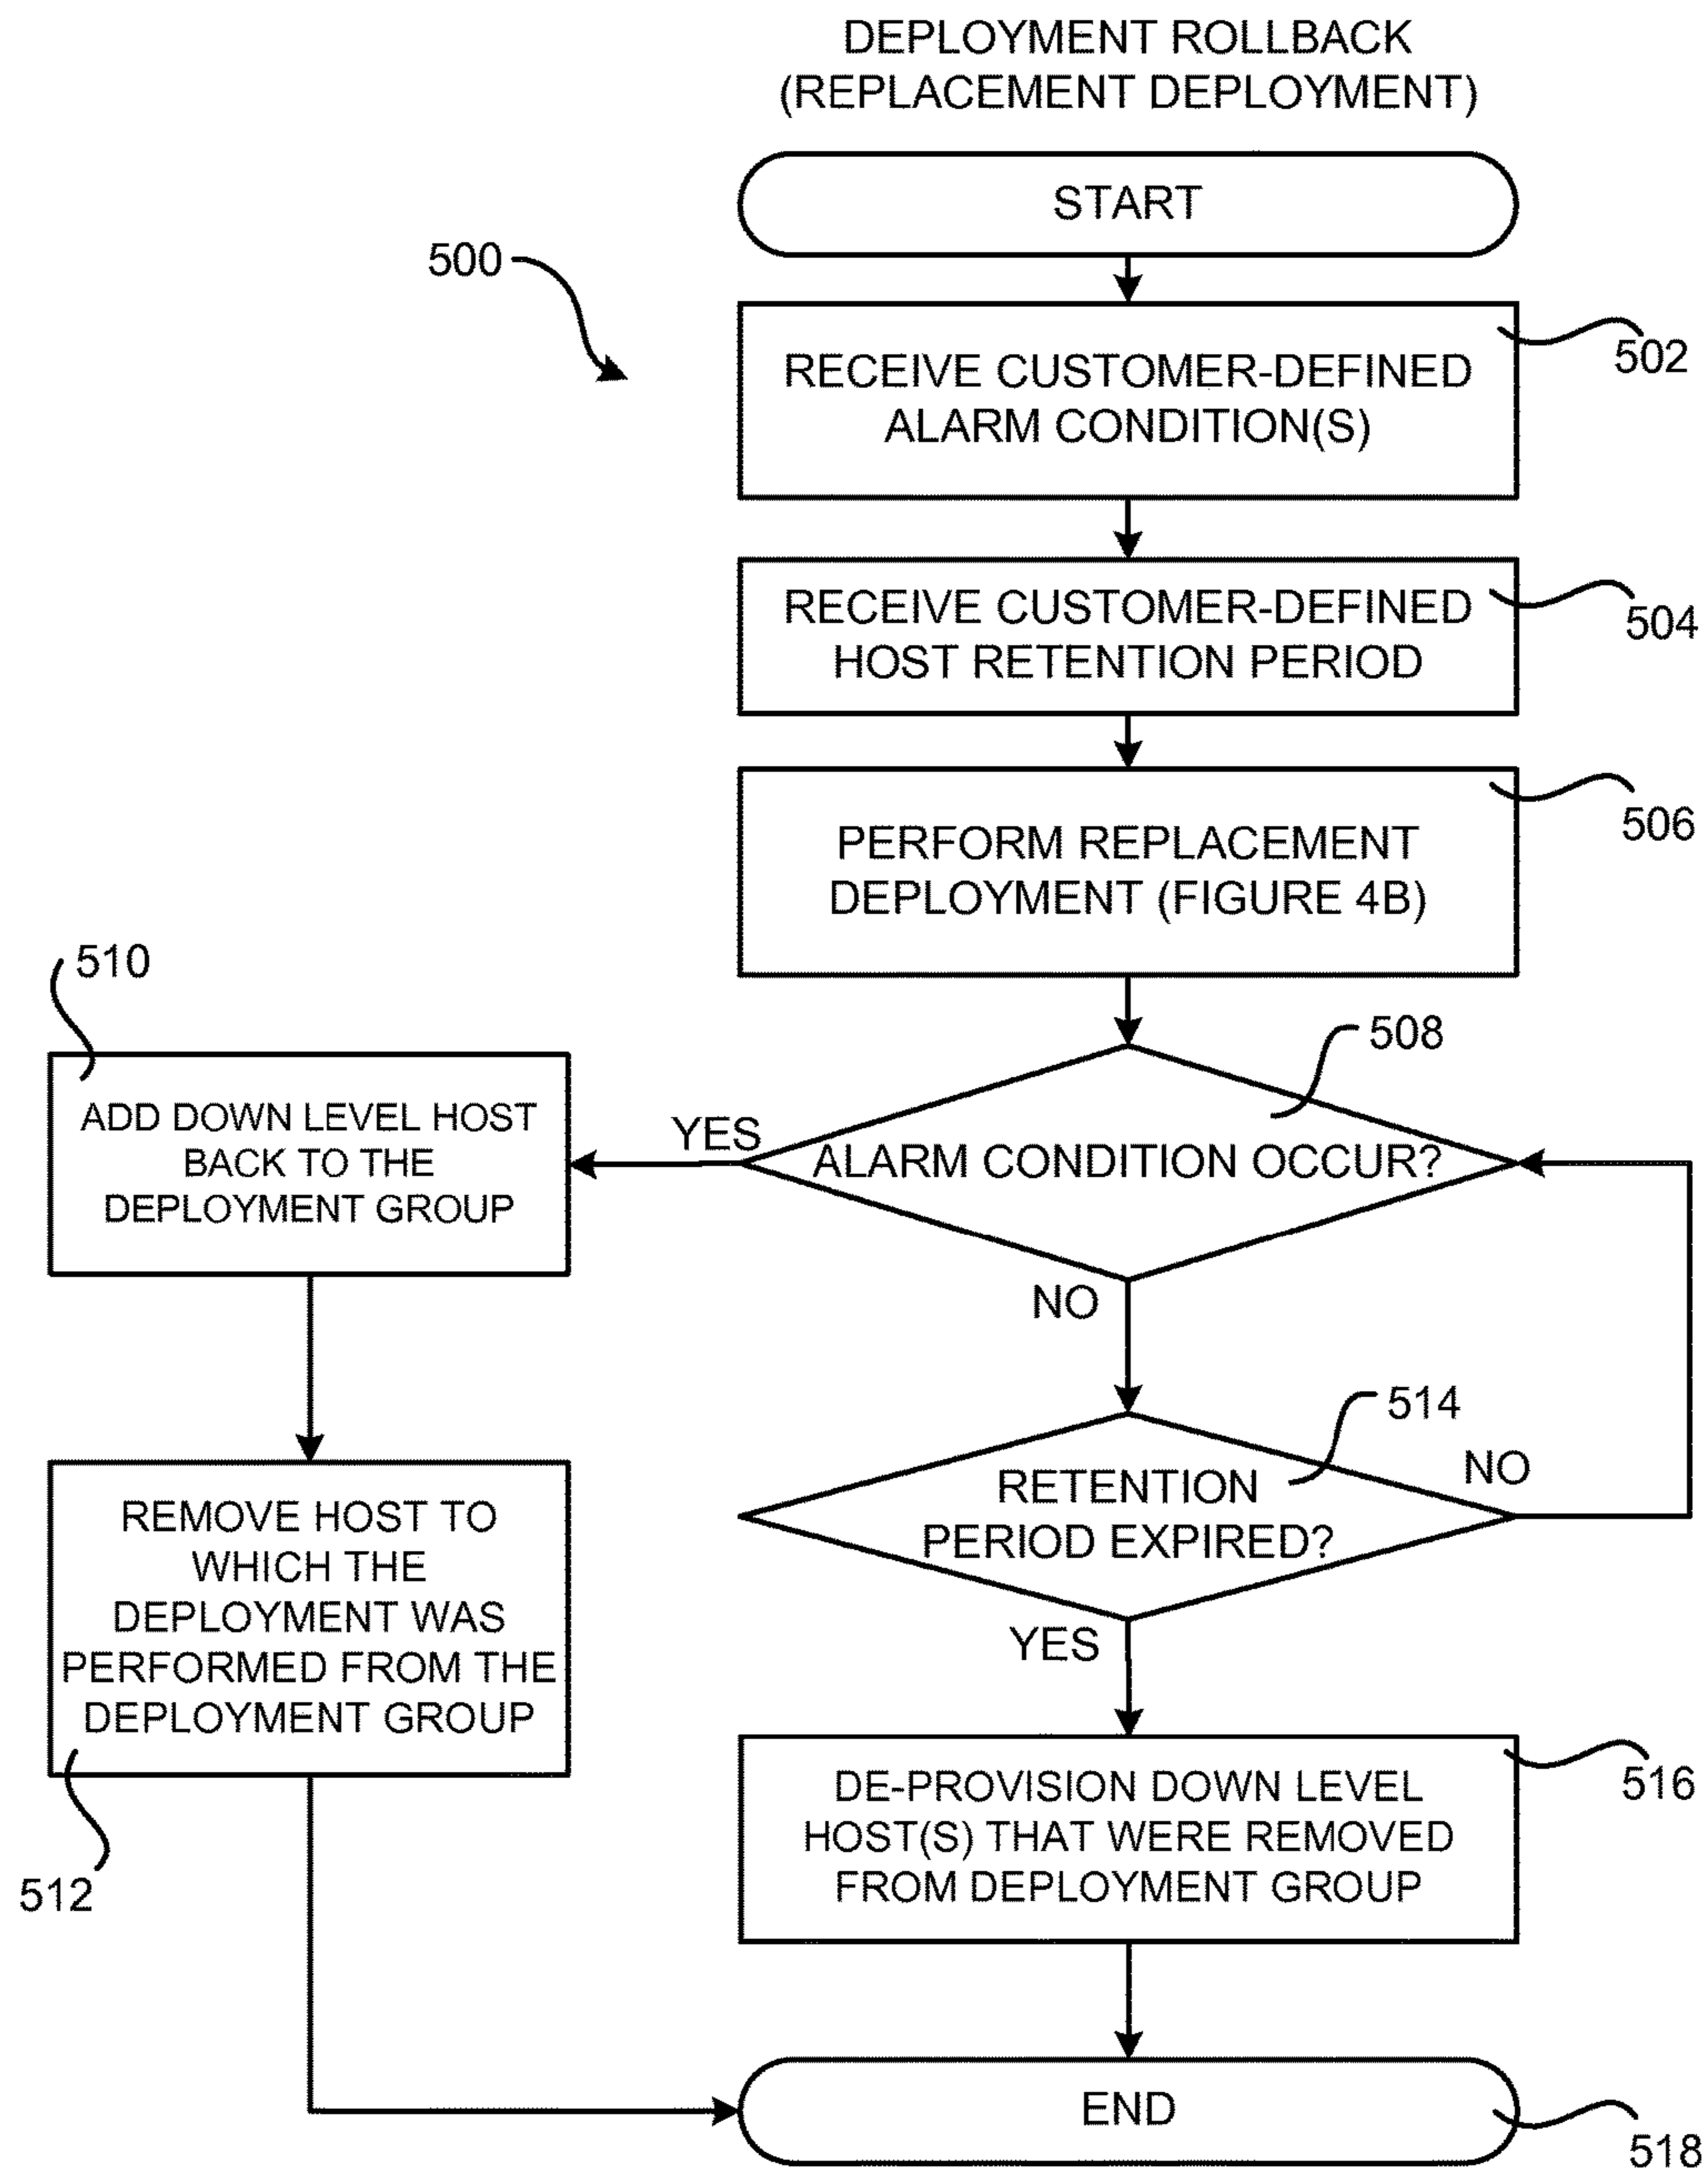 DEPLOYMENT ROLLBACK
(REPLACEMENT DEPLOYMENT)
START
500
RECEIVE CUSTOMER-DEFINED
ALARM CONDITION(S)
502
RECEIVE CUSTOMER-DEFINED
HOST RETENTION PERIOD
504
PERFORM REPLACEMENT
DEPLOYMENT (FIGURE 4B)
506
508
ALARM CONDITION OCCUR?
YES
NO
510
ADD DOWN LEVEL HOST
BACK TO THE
DEPLOYMENT GROUP
REMOVE HOST TO
WHICH THE
DEPLOYMENT WAS
PERFORMED FROM THE
DEPLOYMENT GROUP
512
514
RETENTION
PERIOD EXPIRED?
NO
YES
DE-PROVISION DOWN LEVEL
HOST(S) THAT WERE REMOVED
FROM DEPLOYMENT GROUP
516
END
518